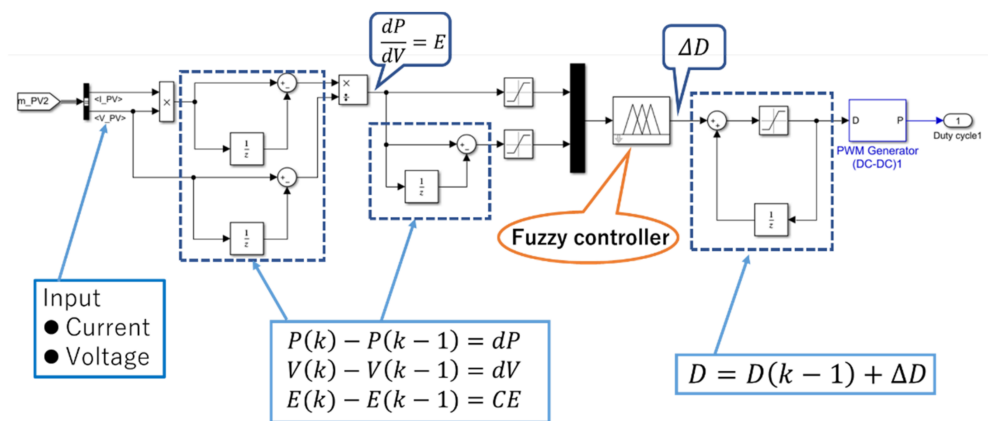 dP
dV
= E
ΔD
m_PV2
<I_PV>
<V_PV>
×
1
z
1
z
×
÷
1
z
1
z
D
P
1
PWM Generator
(DC-DC)1
Duty cycle1
Fuzzy controller
Input
● Current
● Voltage
P(k) − P(k − 1) = dP
V(k) − V(k − 1) = dV
E(k) − E(k − 1) = CE
D = D(k − 1) + ΔD